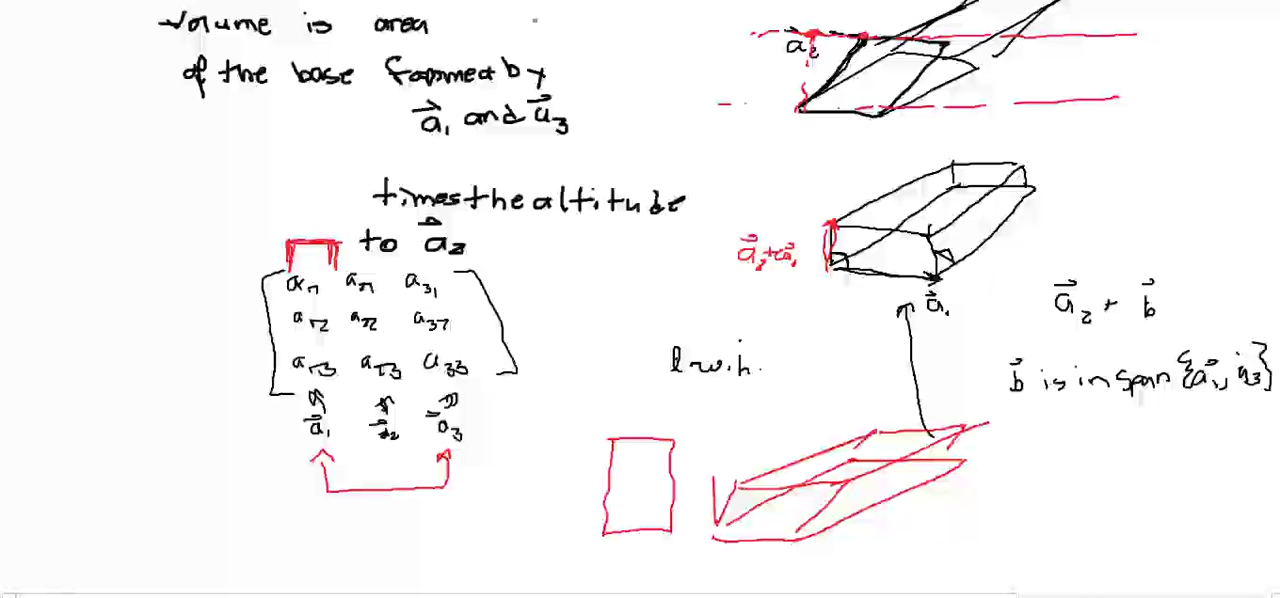 volume is area
of the base formed by
a⃗₁ and a⃗₃
times the altitude
to a⃗₂
a₁₁ a₂₁ a₃₁
a₁₂ a₂₂ a₃₂
a₁₃ a₂₃ a₃₃
a⃗₁ a⃗₂ a⃗₃
a₂
a⃗₂+ca⃗₁
a⃗₁
l·w·h.
a⃗₂ + b⃗
b⃗ is in span {a⃗₁, a⃗₃}